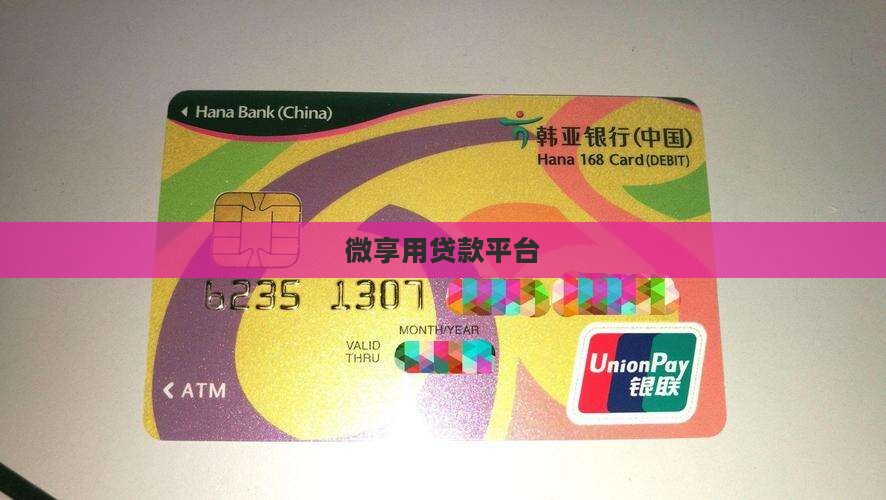 Hana Bank (China)
韩亚银行(中国)
Hana 168 Card(DEBIT)
微享用贷款平台
6235 1307
MONTH/YEAR
VALID
THRU
UnionPay
银联
ATM